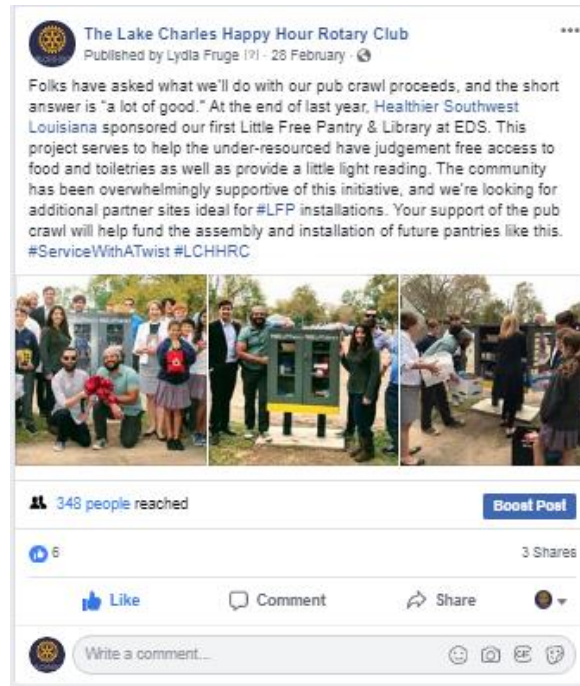 The Lake Charles Happy Hour Rotary Club
Published by Lydia Fruge [?] · 28 February ·
Folks have asked what we'll do with our pub crawl proceeds, and the short
answer is "a lot of good." At the end of last year, Healthier Southwest
Louisiana sponsored our first Little Free Pantry & Library at EDS. This
project serves to help the under-resourced have judgement free access to
food and toiletries as well as provide a little light reading. The community
has been overwhelmingly supportive of this initiative, and we're looking for
additional partner sites ideal for #LFP installations. Your support of the pub
crawl will help fund the assembly and installation of future pantries like this.
#ServiceWithATwist #LCHHRC
348 people reached
Boost Post
6
3 Shares
Like
Comment
Share
Write a comment...
GIF